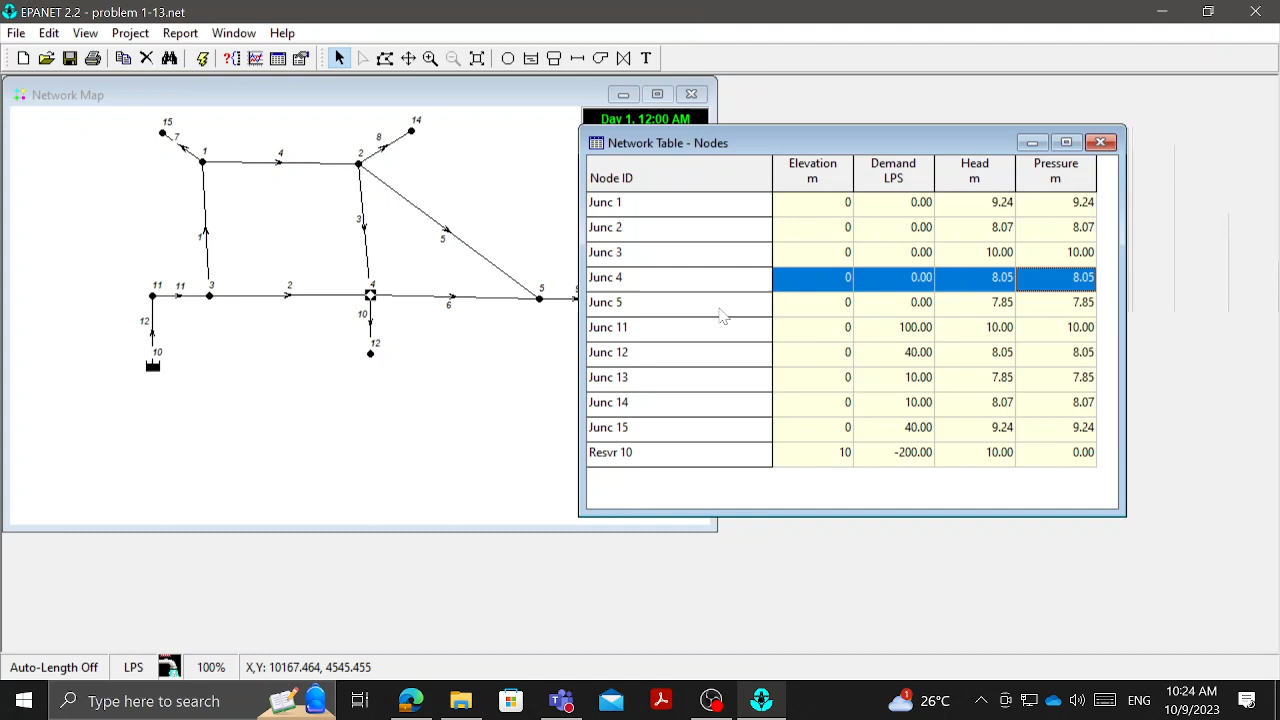 EPANET 2.2 - problem 1-13.net
File Edit View Project Report Window Help
T
Network Map
Day 1, 12:00 AM
15
14
7
8
1
4
2
1
3
5
11
11
3
2
4
6
5
12
10
10
12
Network Table - Nodes
Node ID Elevation m Demand LPS Head m Pressure m
Junc 1 0 0.00 9.24 9.24
Junc 2 0 0.00 8.07 8.07
Junc 3 0 0.00 10.00 10.00
Junc 4 0 0.00 8.05 8.05
Junc 5 0 0.00 7.85 7.85
Junc 11 0 100.00 10.00 10.00
Junc 12 0 40.00 8.05 8.05
Junc 13 0 10.00 7.85 7.85
Junc 14 0 10.00 8.07 8.07
Junc 15 0 40.00 9.24 9.24
Resvr 10 10 -200.00 10.00 0.00
Auto-Length Off LPS 100% X,Y: 10167.464, 4545.455
Type here to search
1 26°C ENG 10:24 AM
10/9/2023